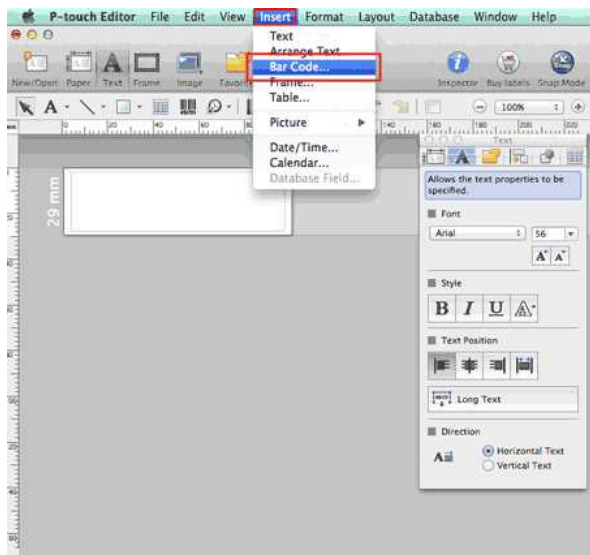 P-touch Editor File Edit View Insert Format Layout Database Window Help
Text
Arrange Text
Bar Code...
Frame...
Table...
Picture
Date/Time...
Calendar...
Database Field...
New/Open Paper Text Frame Image Inspector Buy labels Snap Mode
100%
Text
Allows the text properties to be
specified.
Font
Arial 56
Style
B I U A
Text Position
Long Text
Direction
Horizontal Text
Vertical Text
29 mm